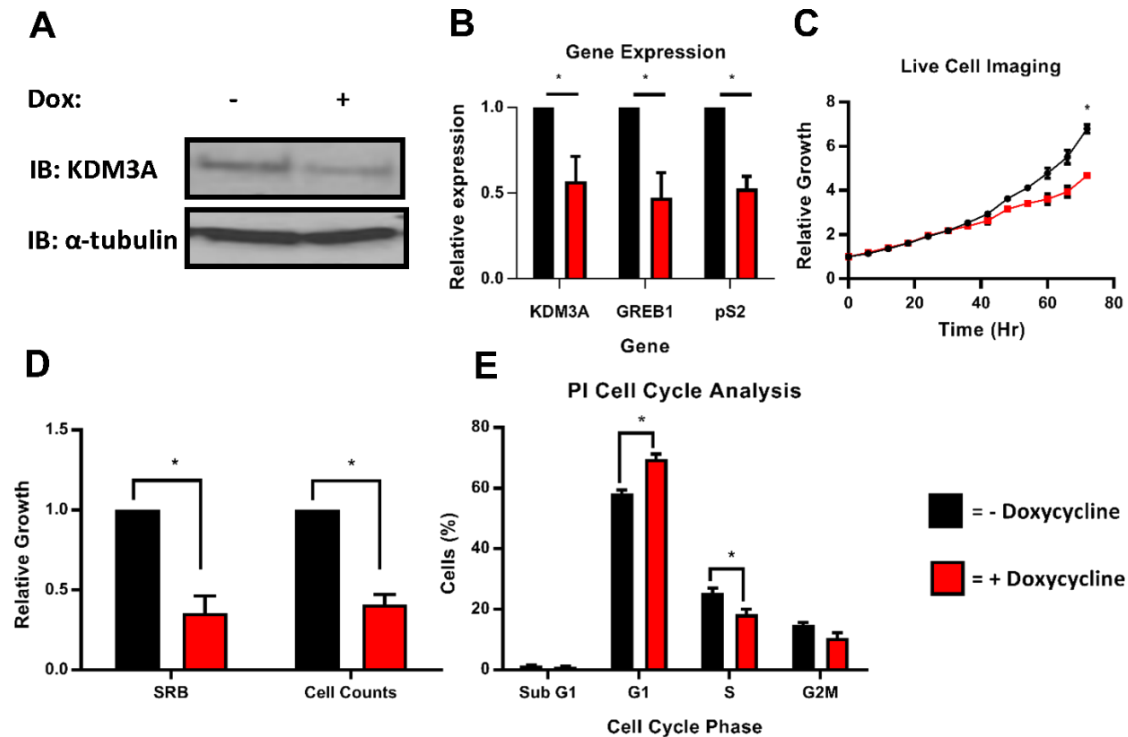 A
Dox: - +
IB: KDM3A
IB: α-tubulin
B
Gene Expression
* * *
Relative expression
1.0
0.5
0.0
KDM3A GREB1 pS2
Gene
C
Live Cell Imaging
*
Relative Growth
8
6
4
2
0
0 20 40 60 80
Time (Hr)
D
* *
Relative Growth
1.5
1.0
0.5
0.0
SRB Cell Counts
E
PI Cell Cycle Analysis
* *
Cells (%)
80
60
40
20
0
Sub G1 G1 S G2M
Cell Cycle Phase
= - Doxycycline
= + Doxycycline